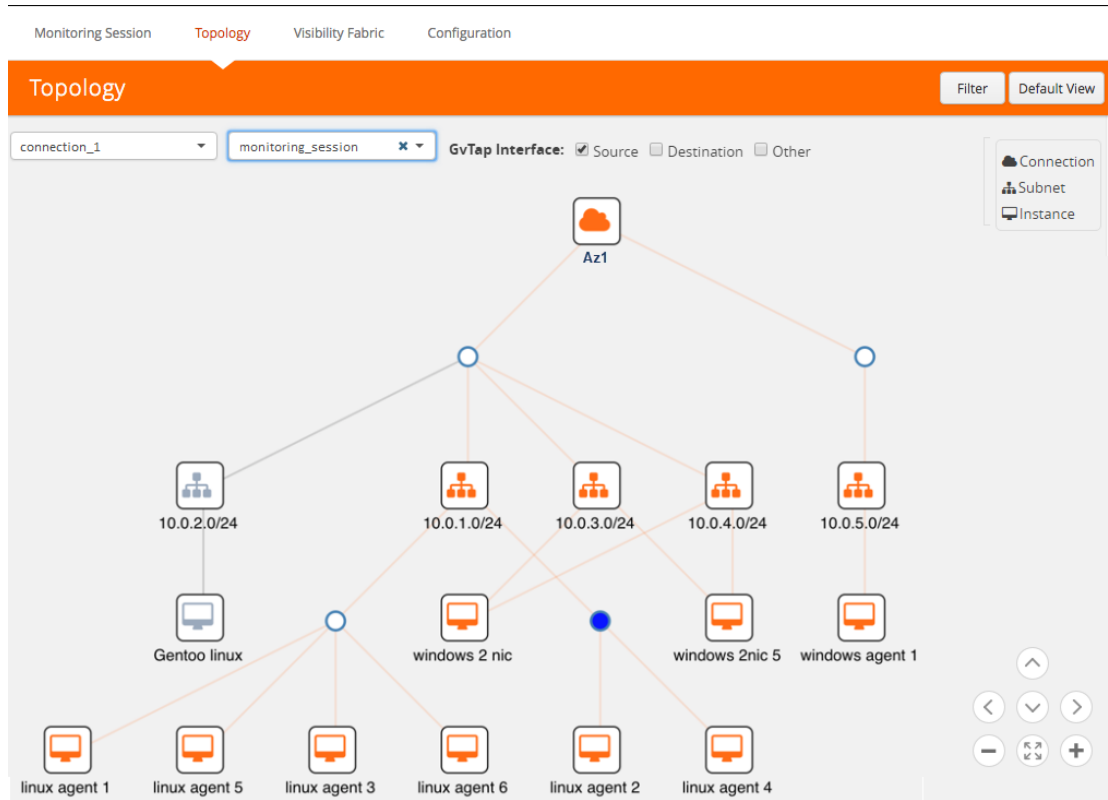 Monitoring Session Topology Visibility Fabric Configuration
Topology Filter Default View
connection_1 monitoring_session GvTap Interface: Source Destination Other
Connection
Subnet
Instance
Az1
10.0.2.0/24 10.0.1.0/24 10.0.3.0/24 10.0.4.0/24 10.0.5.0/24
Gentoo linux windows 2 nic windows 2nic 5 windows agent 1
linux agent 1 linux agent 5 linux agent 3 linux agent 6 linux agent 2 linux agent 4